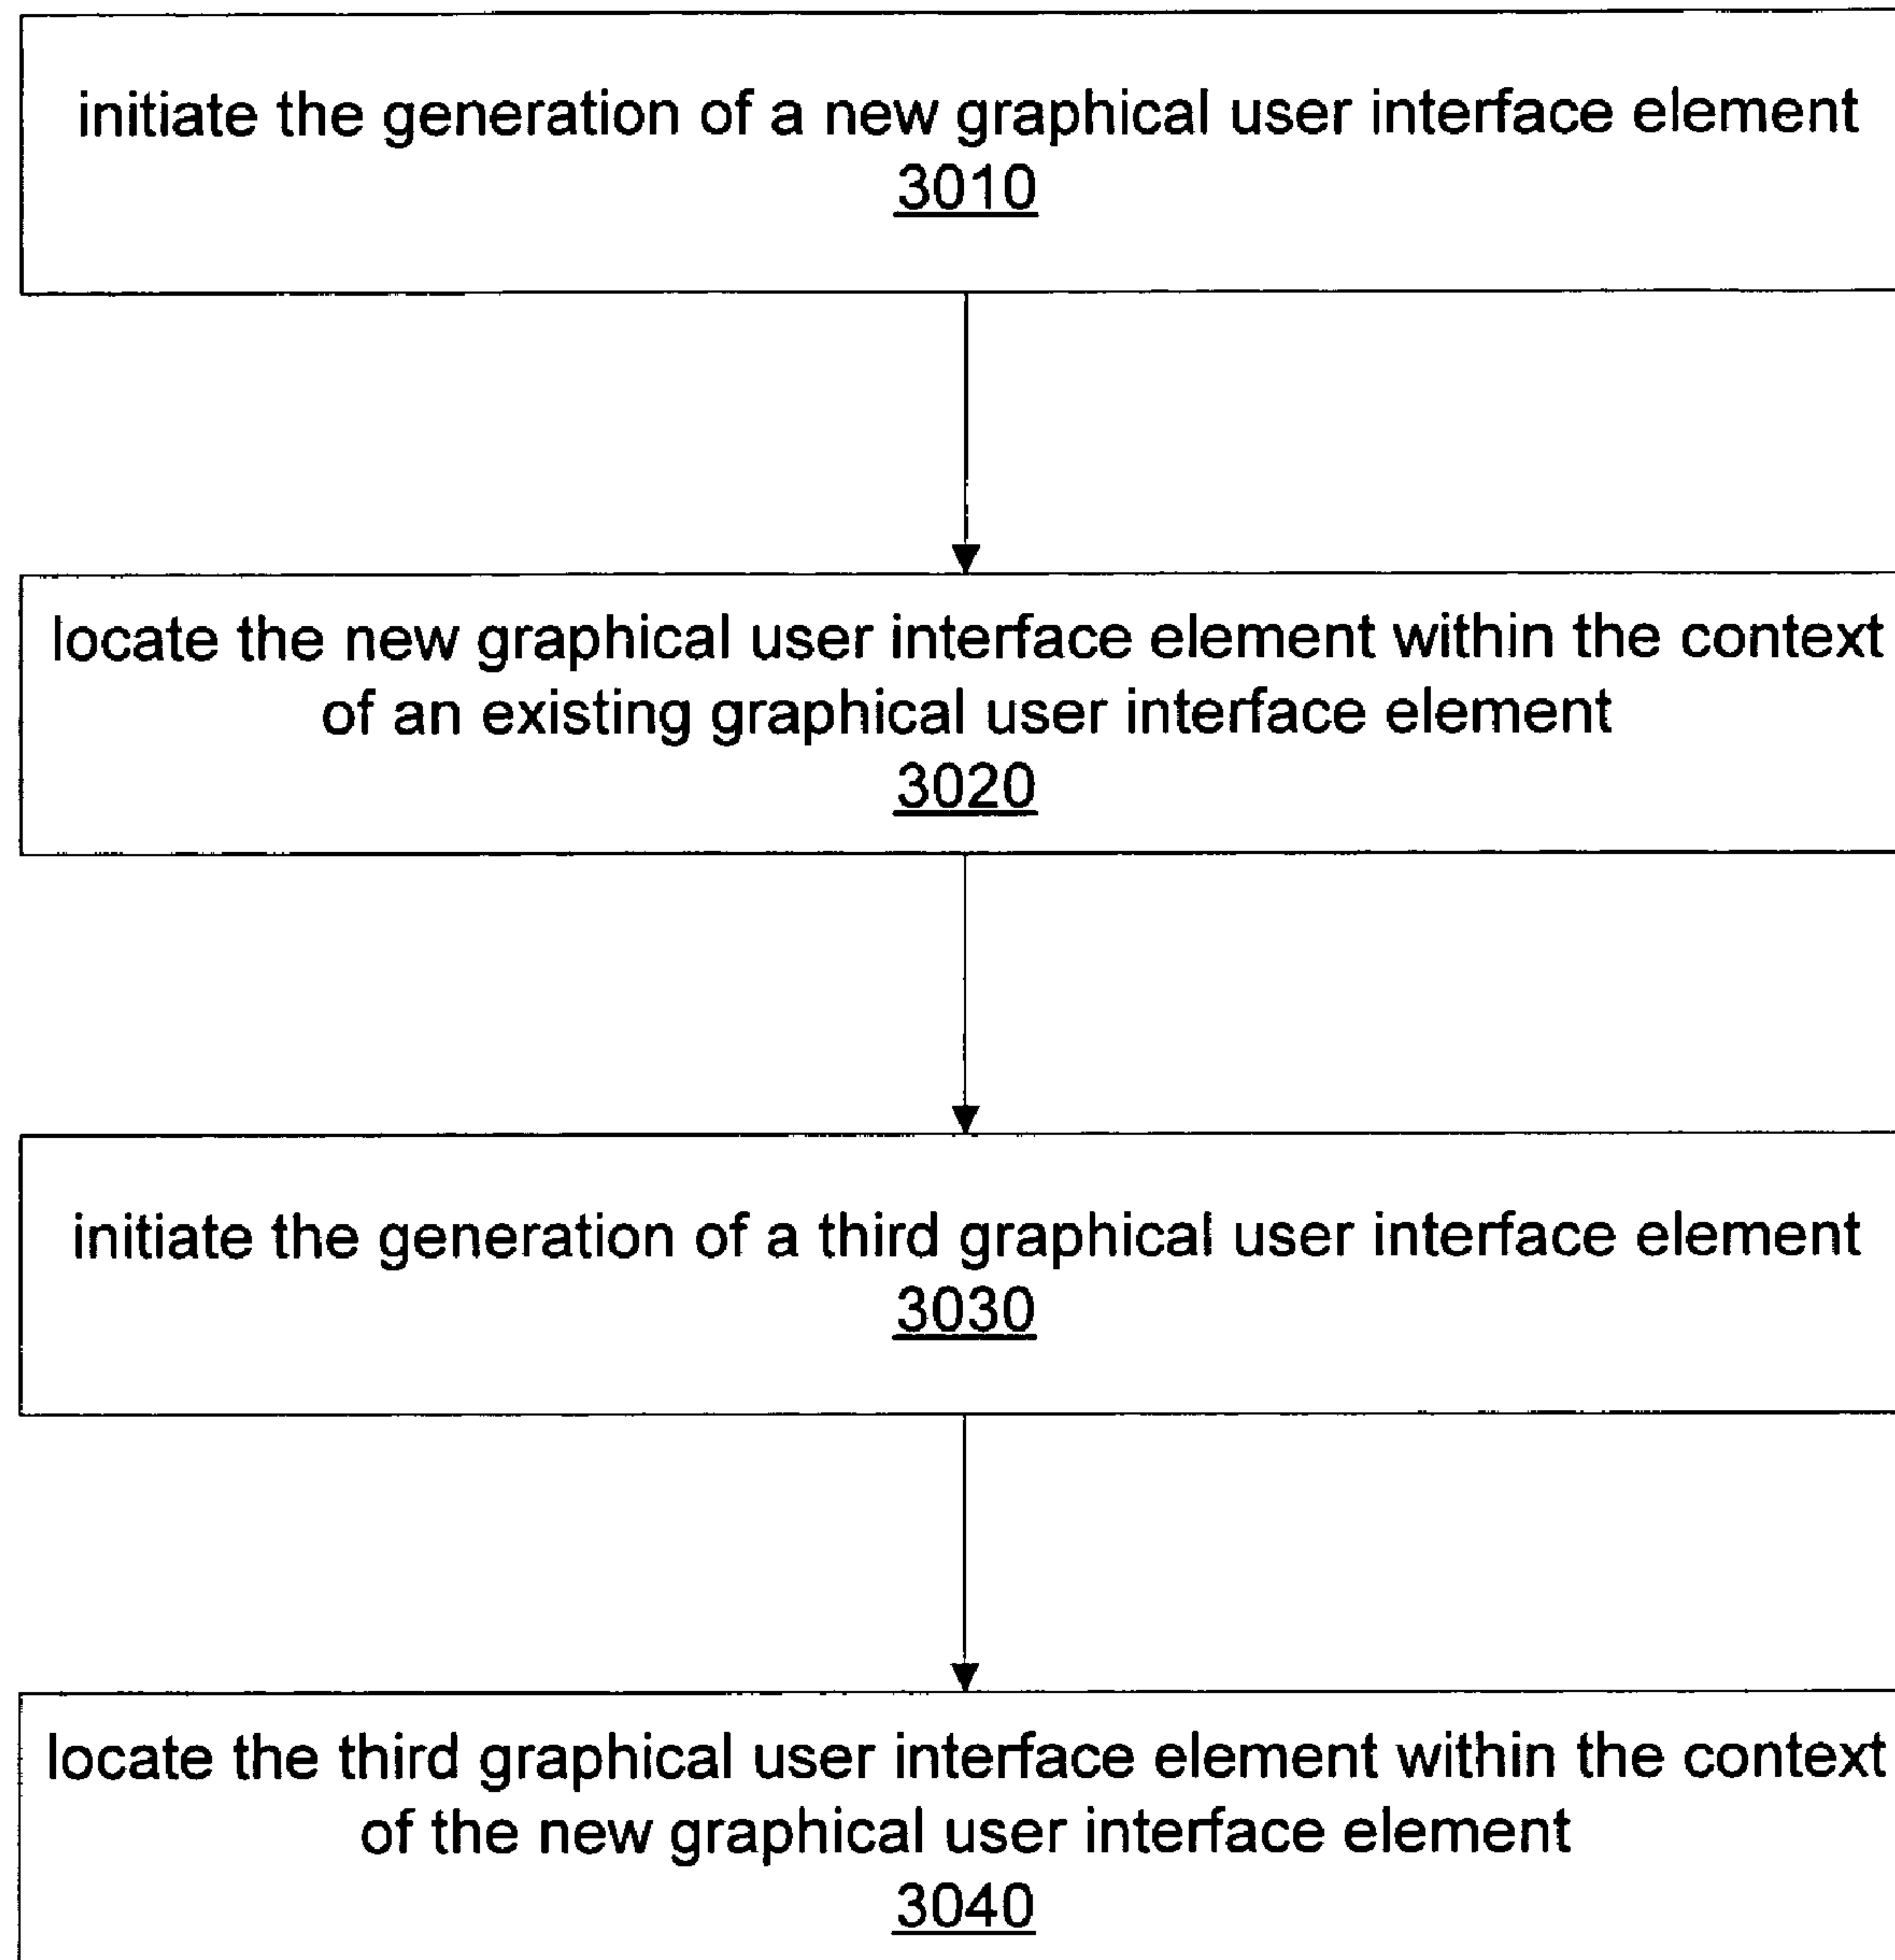 initiate the generation of a new graphical user interface element
3010
locate the new graphical user interface element within the context
of an existing graphical user interface element
3020
initiate the generation of a third graphical user interface element
3030
locate the third graphical user interface element within the context
of the new graphical user interface element
3040